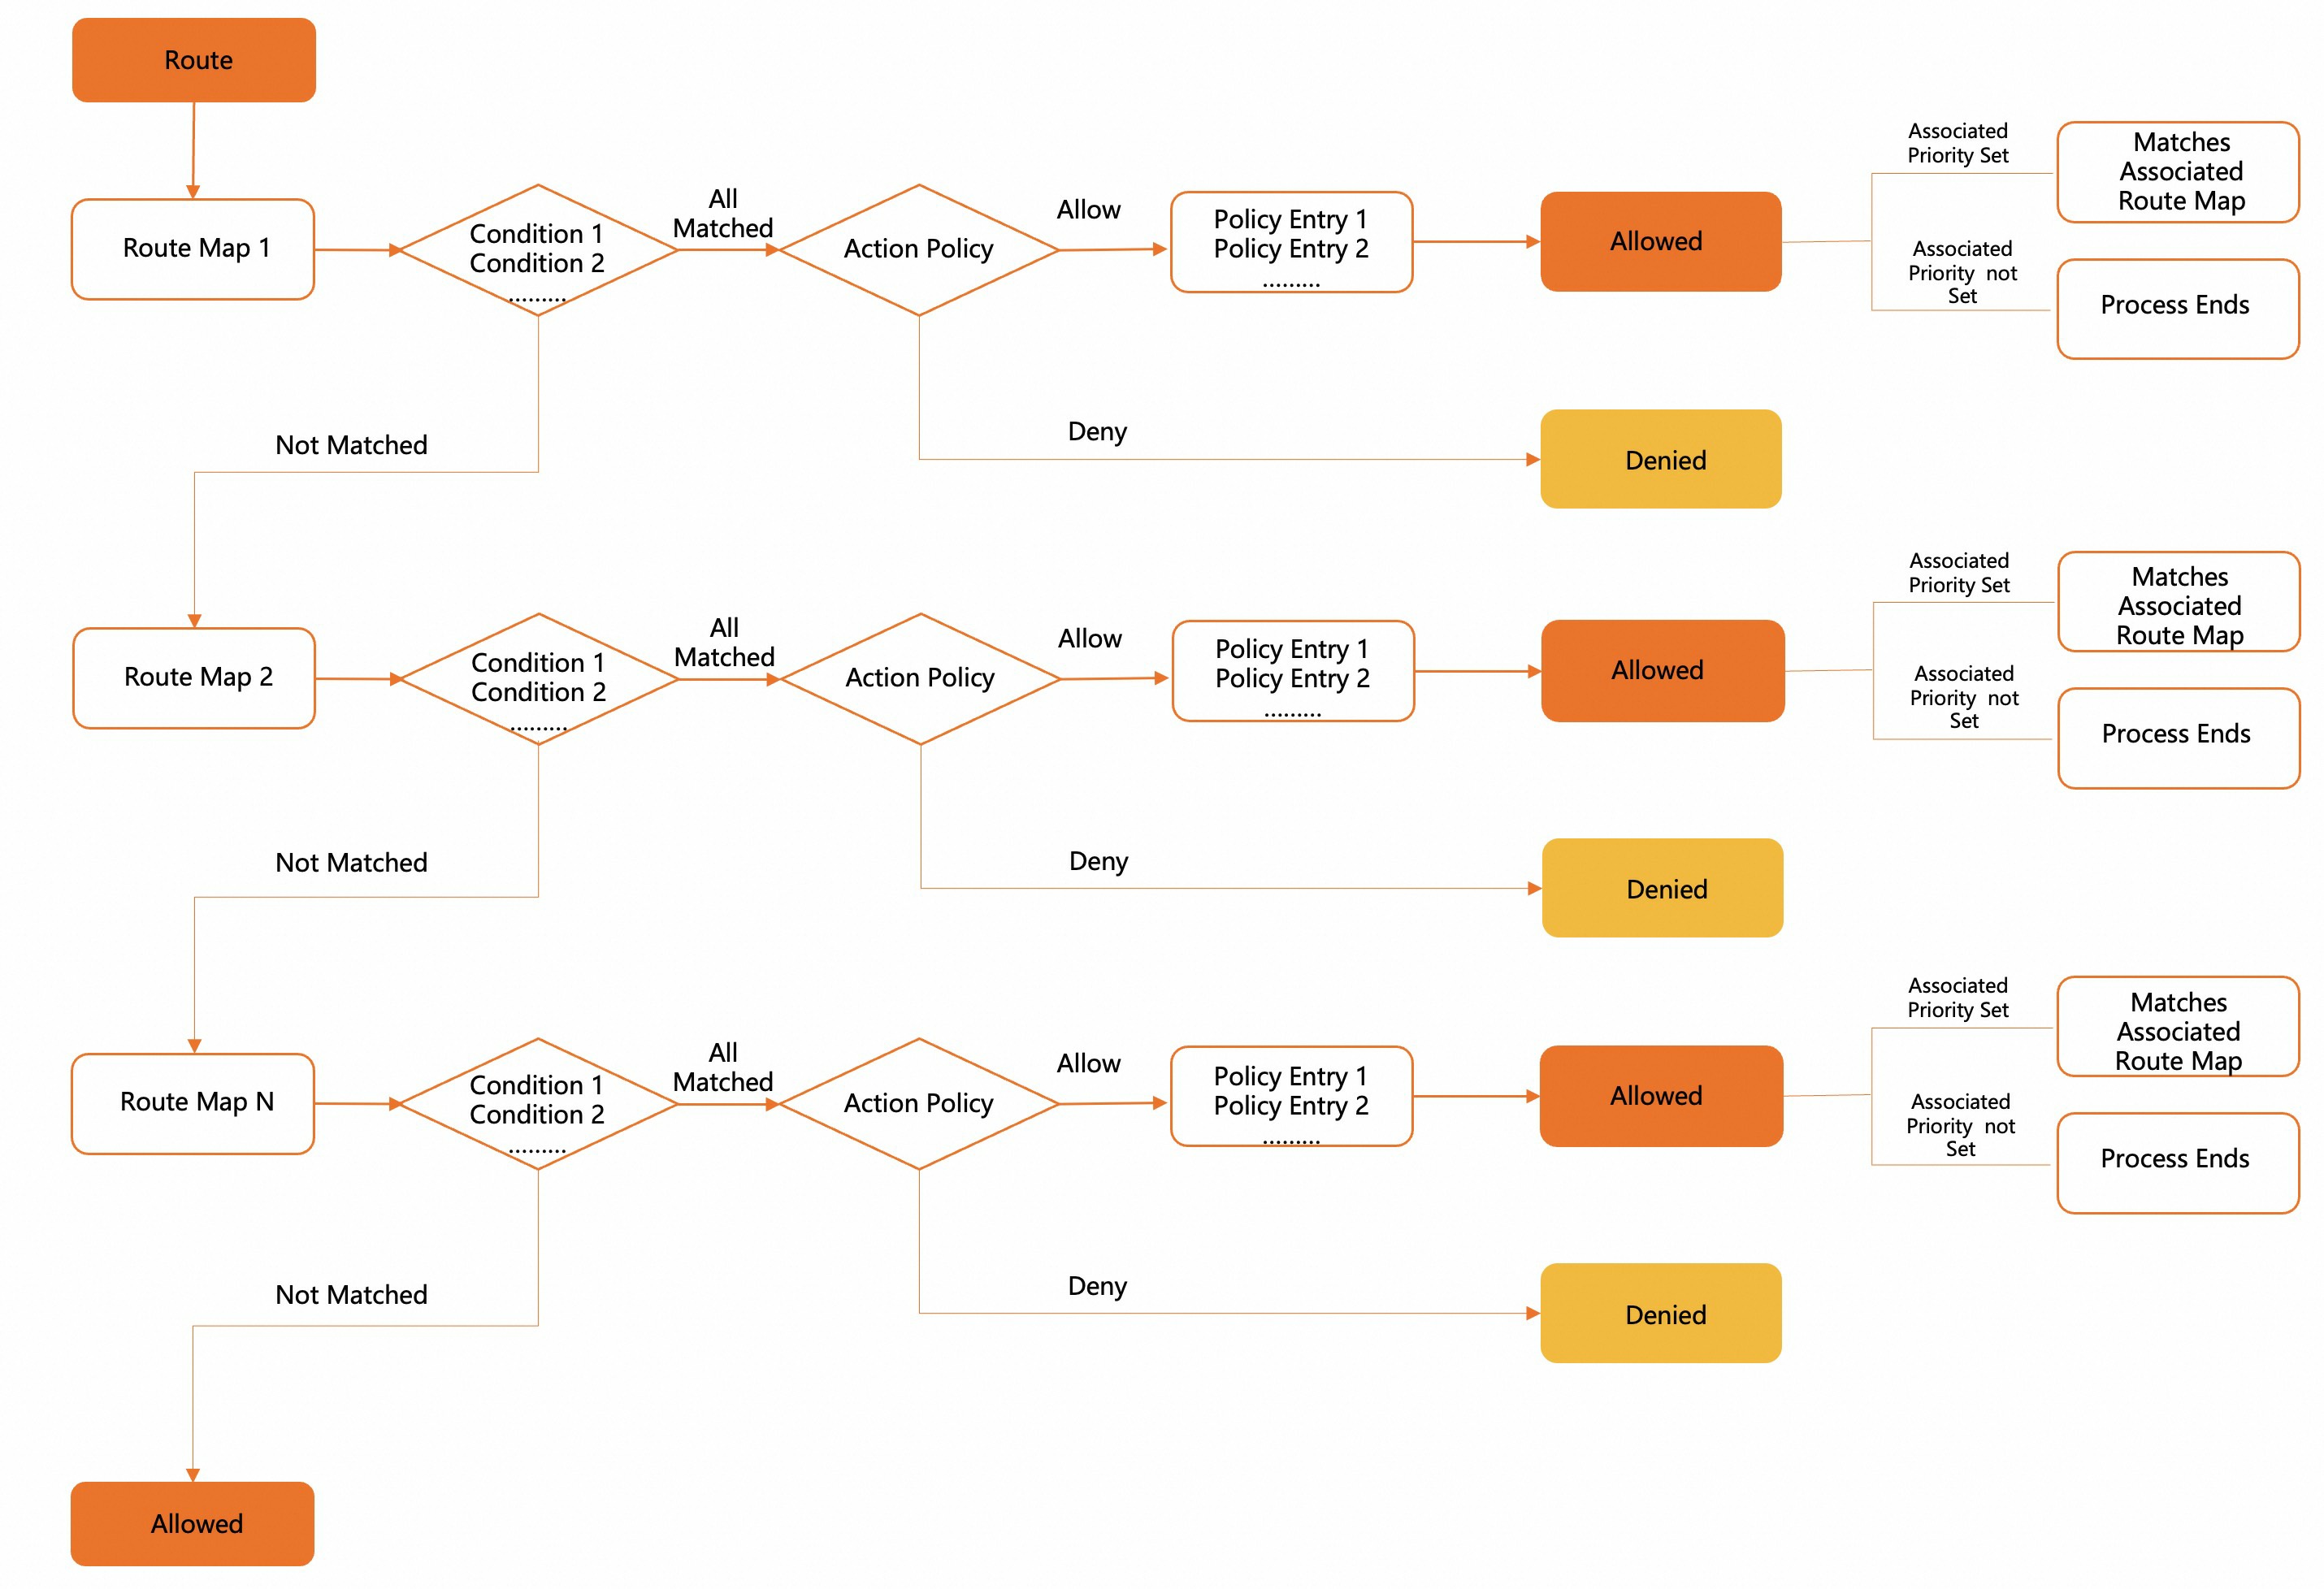 Route
Route Map 1
Condition 1
Condition 2
.........
All
Matched
Action Policy
Allow
Policy Entry 1
Policy Entry 2
.........
Allowed
Associated
Priority Set
Matches
Associated
Route Map
Associated
Priority not
Set
Process Ends
Not Matched
Deny
Denied
Route Map 2
Condition 1
Condition 2
.........
All
Matched
Action Policy
Allow
Policy Entry 1
Policy Entry 2
.........
Allowed
Associated
Priority Set
Matches
Associated
Route Map
Associated
Priority not
Set
Process Ends
Not Matched
Deny
Denied
Route Map N
Condition 1
Condition 2
.........
All
Matched
Action Policy
Allow
Policy Entry 1
Policy Entry 2
.........
Allowed
Associated
Priority Set
Matches
Associated
Route Map
Associated
Priority not
Set
Process Ends
Not Matched
Deny
Denied
Allowed